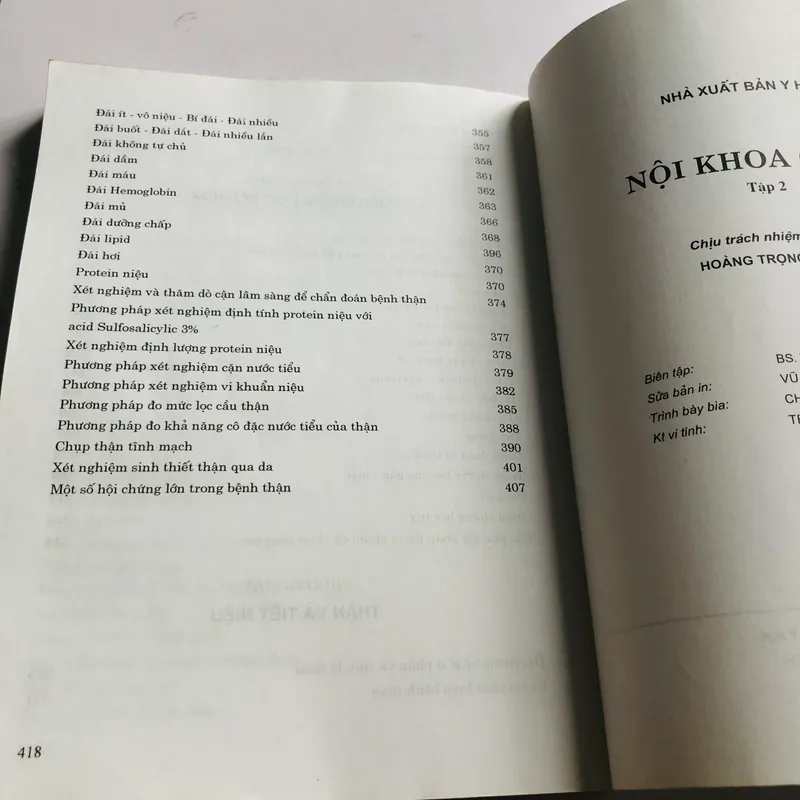 Đái ít - vô niệu - Bí đái - Đái nhiều 355
Đái buốt - Đái dắt - Đái nhiều lần 357
Đái không tự chủ 358
Đái dầm 361
Đái máu 362
Đái Hemoglobin 363
Đái mủ 366
Đái dưỡng chấp 368
Đái lipid 396
Đái hơi 370
Protein niệu 370
Xét nghiệm và thăm dò cận lâm sàng để chẩn đoán bệnh thận 374
Phương pháp xét nghiệm định tính protein niệu với
acid Sulfosalicylic 3% 377
Xét nghiệm định lượng protein niệu 378
Phương pháp xét nghiệm cặn nước tiểu 379
Phương pháp xét nghiệm vi khuẩn niệu 382
Phương pháp đo mức lọc cầu thận 385
Phương pháp đo khả năng cô đặc nước tiểu của thận 388
Chụp thận tĩnh mạch 390
Xét nghiệm sinh thiết thận qua da 401
Một số hội chứng lớn trong bệnh thận 407
418
NHÀ XUẤT BẢN Y
NỘI KHOA
Tập 2
Chịu trách nhiệm
HOÀNG TRỌNG
Biên tập: BS.
Sửa bản in: VŨ
Trình bày bìa:
Kt vi tính: